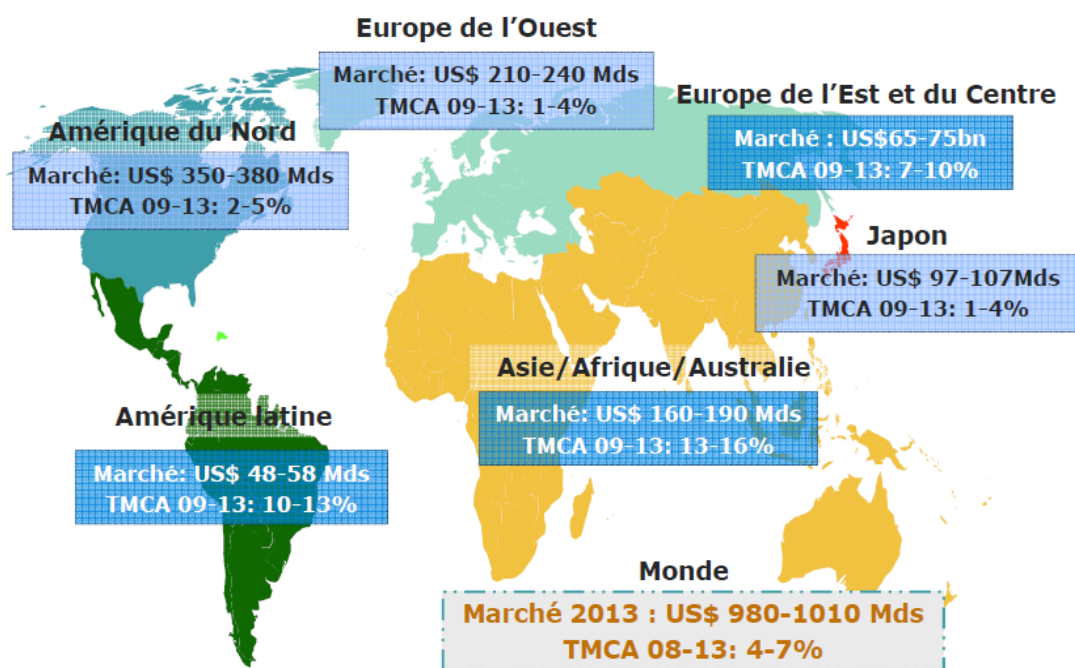 Europe de l'Ouest
Marché: US$ 210-240 Mds
TMCA 09-13: 1-4%
Europe de l'Est et du Centre
Marché : US$65-75bn
TMCA 09-13: 7-10%
Amérique du Nord
Marché: US$ 350-380 Mds
TMCA 09-13: 2-5%
Japon
Marché: US$ 97-107Mds
TMCA 09-13: 1-4%
Asie/Afrique/Australie
Marché: US$ 160-190 Mds
TMCA 09-13: 13-16%
Amérique latine
Marché: US$ 48-58 Mds
TMCA 09-13: 10-13%
Monde
Marché 2013 : US$ 980-1010 Mds
TMCA 08-13: 4-7%